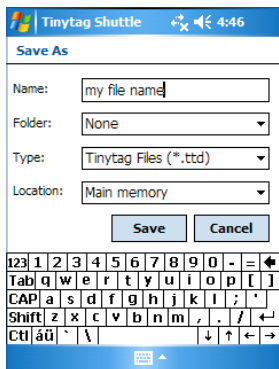 Tinytag Shuttle 4:46
Save As
Name: my file name
Folder: None
Type: Tinytag Files (*.ttd)
Location: Main memory
Save Cancel
123 1 2 3 4 5 6 7 8 9 0 - = ←
Tab q w e r t y u i o p [ ]
CAP a s d f g h j k l ; '
Shift z x c v b n m , . / ↵
Ctl áü ` \ ↓ ↑ ← →